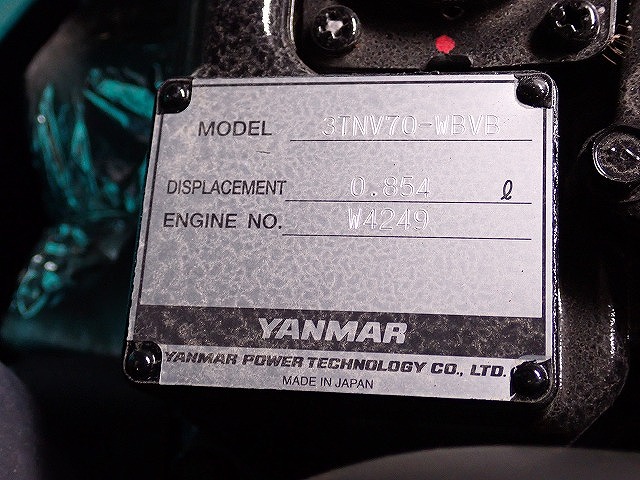 MODEL 3TNV70-WBVB
DISPLACEMENT 0.854 ℓ
ENGINE NO. W4249
YANMAR
YANMAR POWER TECHNOLOGY CO., LTD.
MADE IN JAPAN